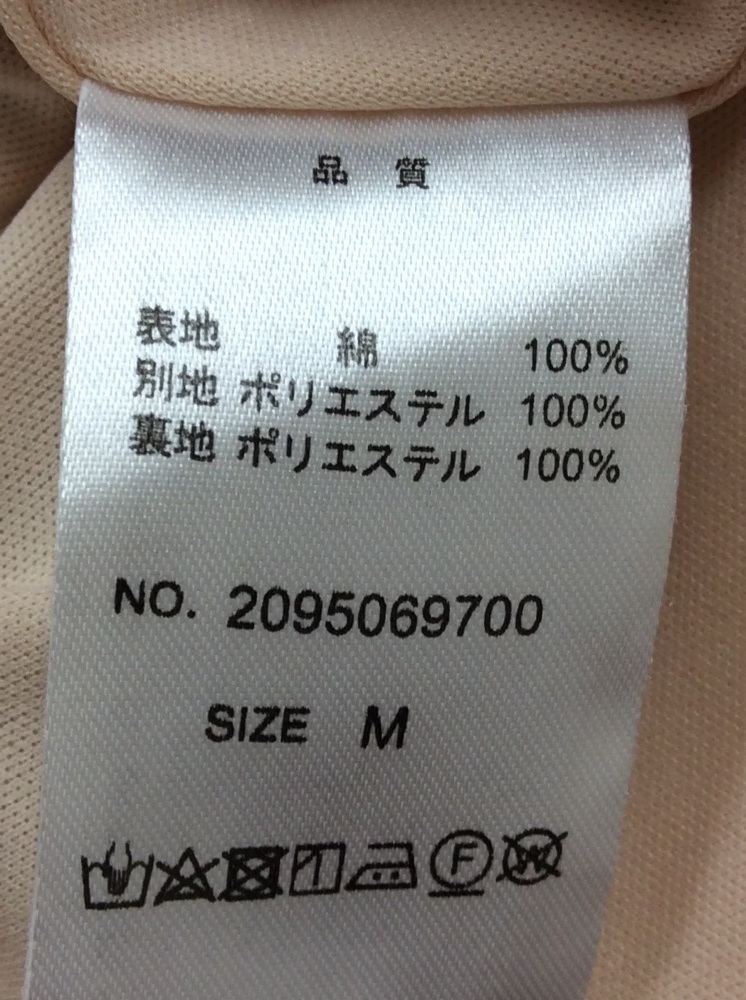 品 質
表地 綿 100%
別地 ポリエステル 100%
裏地 ポリエステル 100%
NO. 2095069700
SIZE M
F W